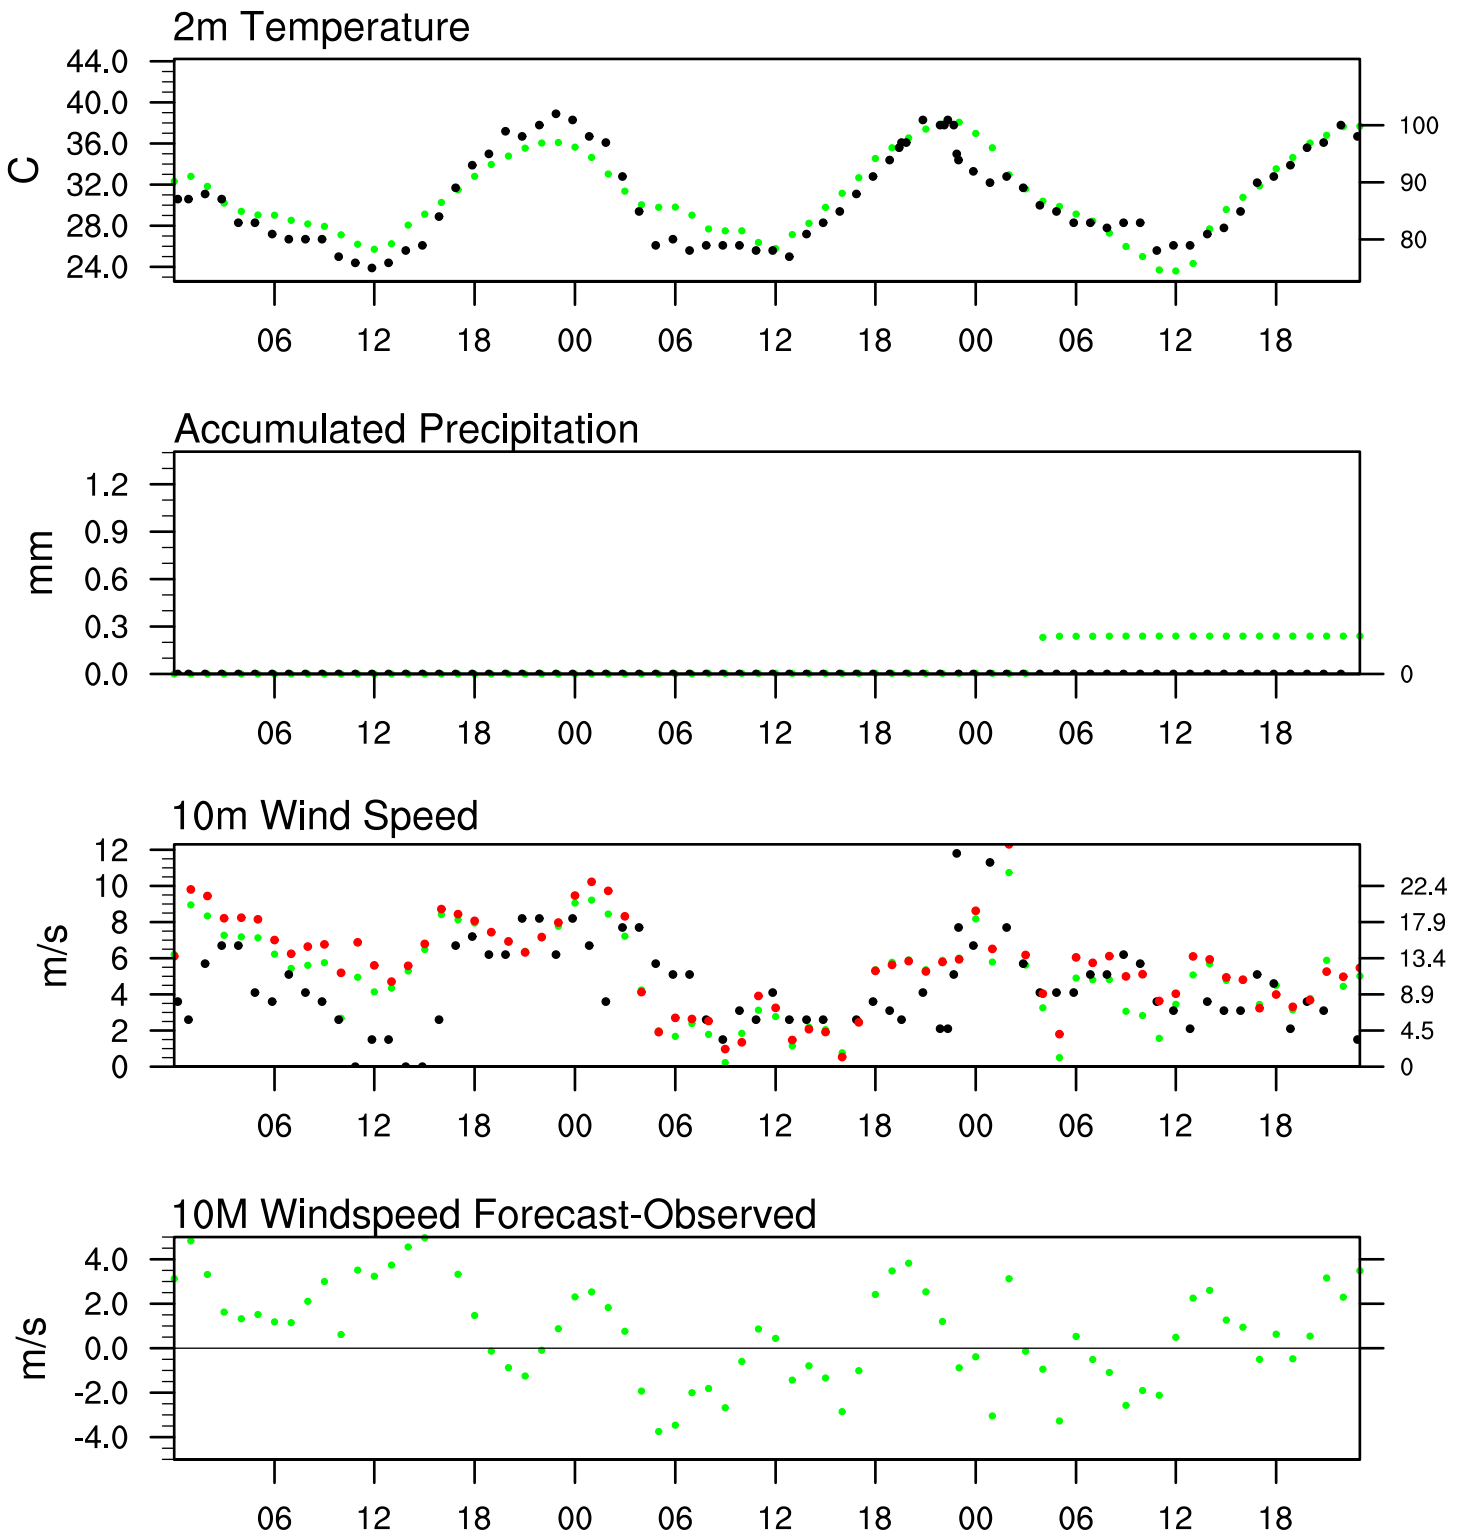 2m Temperature
44.0
40.0
36.0
32.0
28.0
24.0
C
100
90
80
06 12 18 00 06 12 18 00 06 12 18
Accumulated Precipitation
1.2
0.9
0.6
0.3
0.0
mm
0
06 12 18 00 06 12 18 00 06 12 18
10m Wind Speed
12
10
8
6
4
2
0
m/s
22.4
17.9
13.4
8.9
4.5
0
06 12 18 00 06 12 18 00 06 12 18
10M Windspeed Forecast-Observed
4.0
2.0
0.0
-2.0
-4.0
m/s
06 12 18 00 06 12 18 00 06 12 18